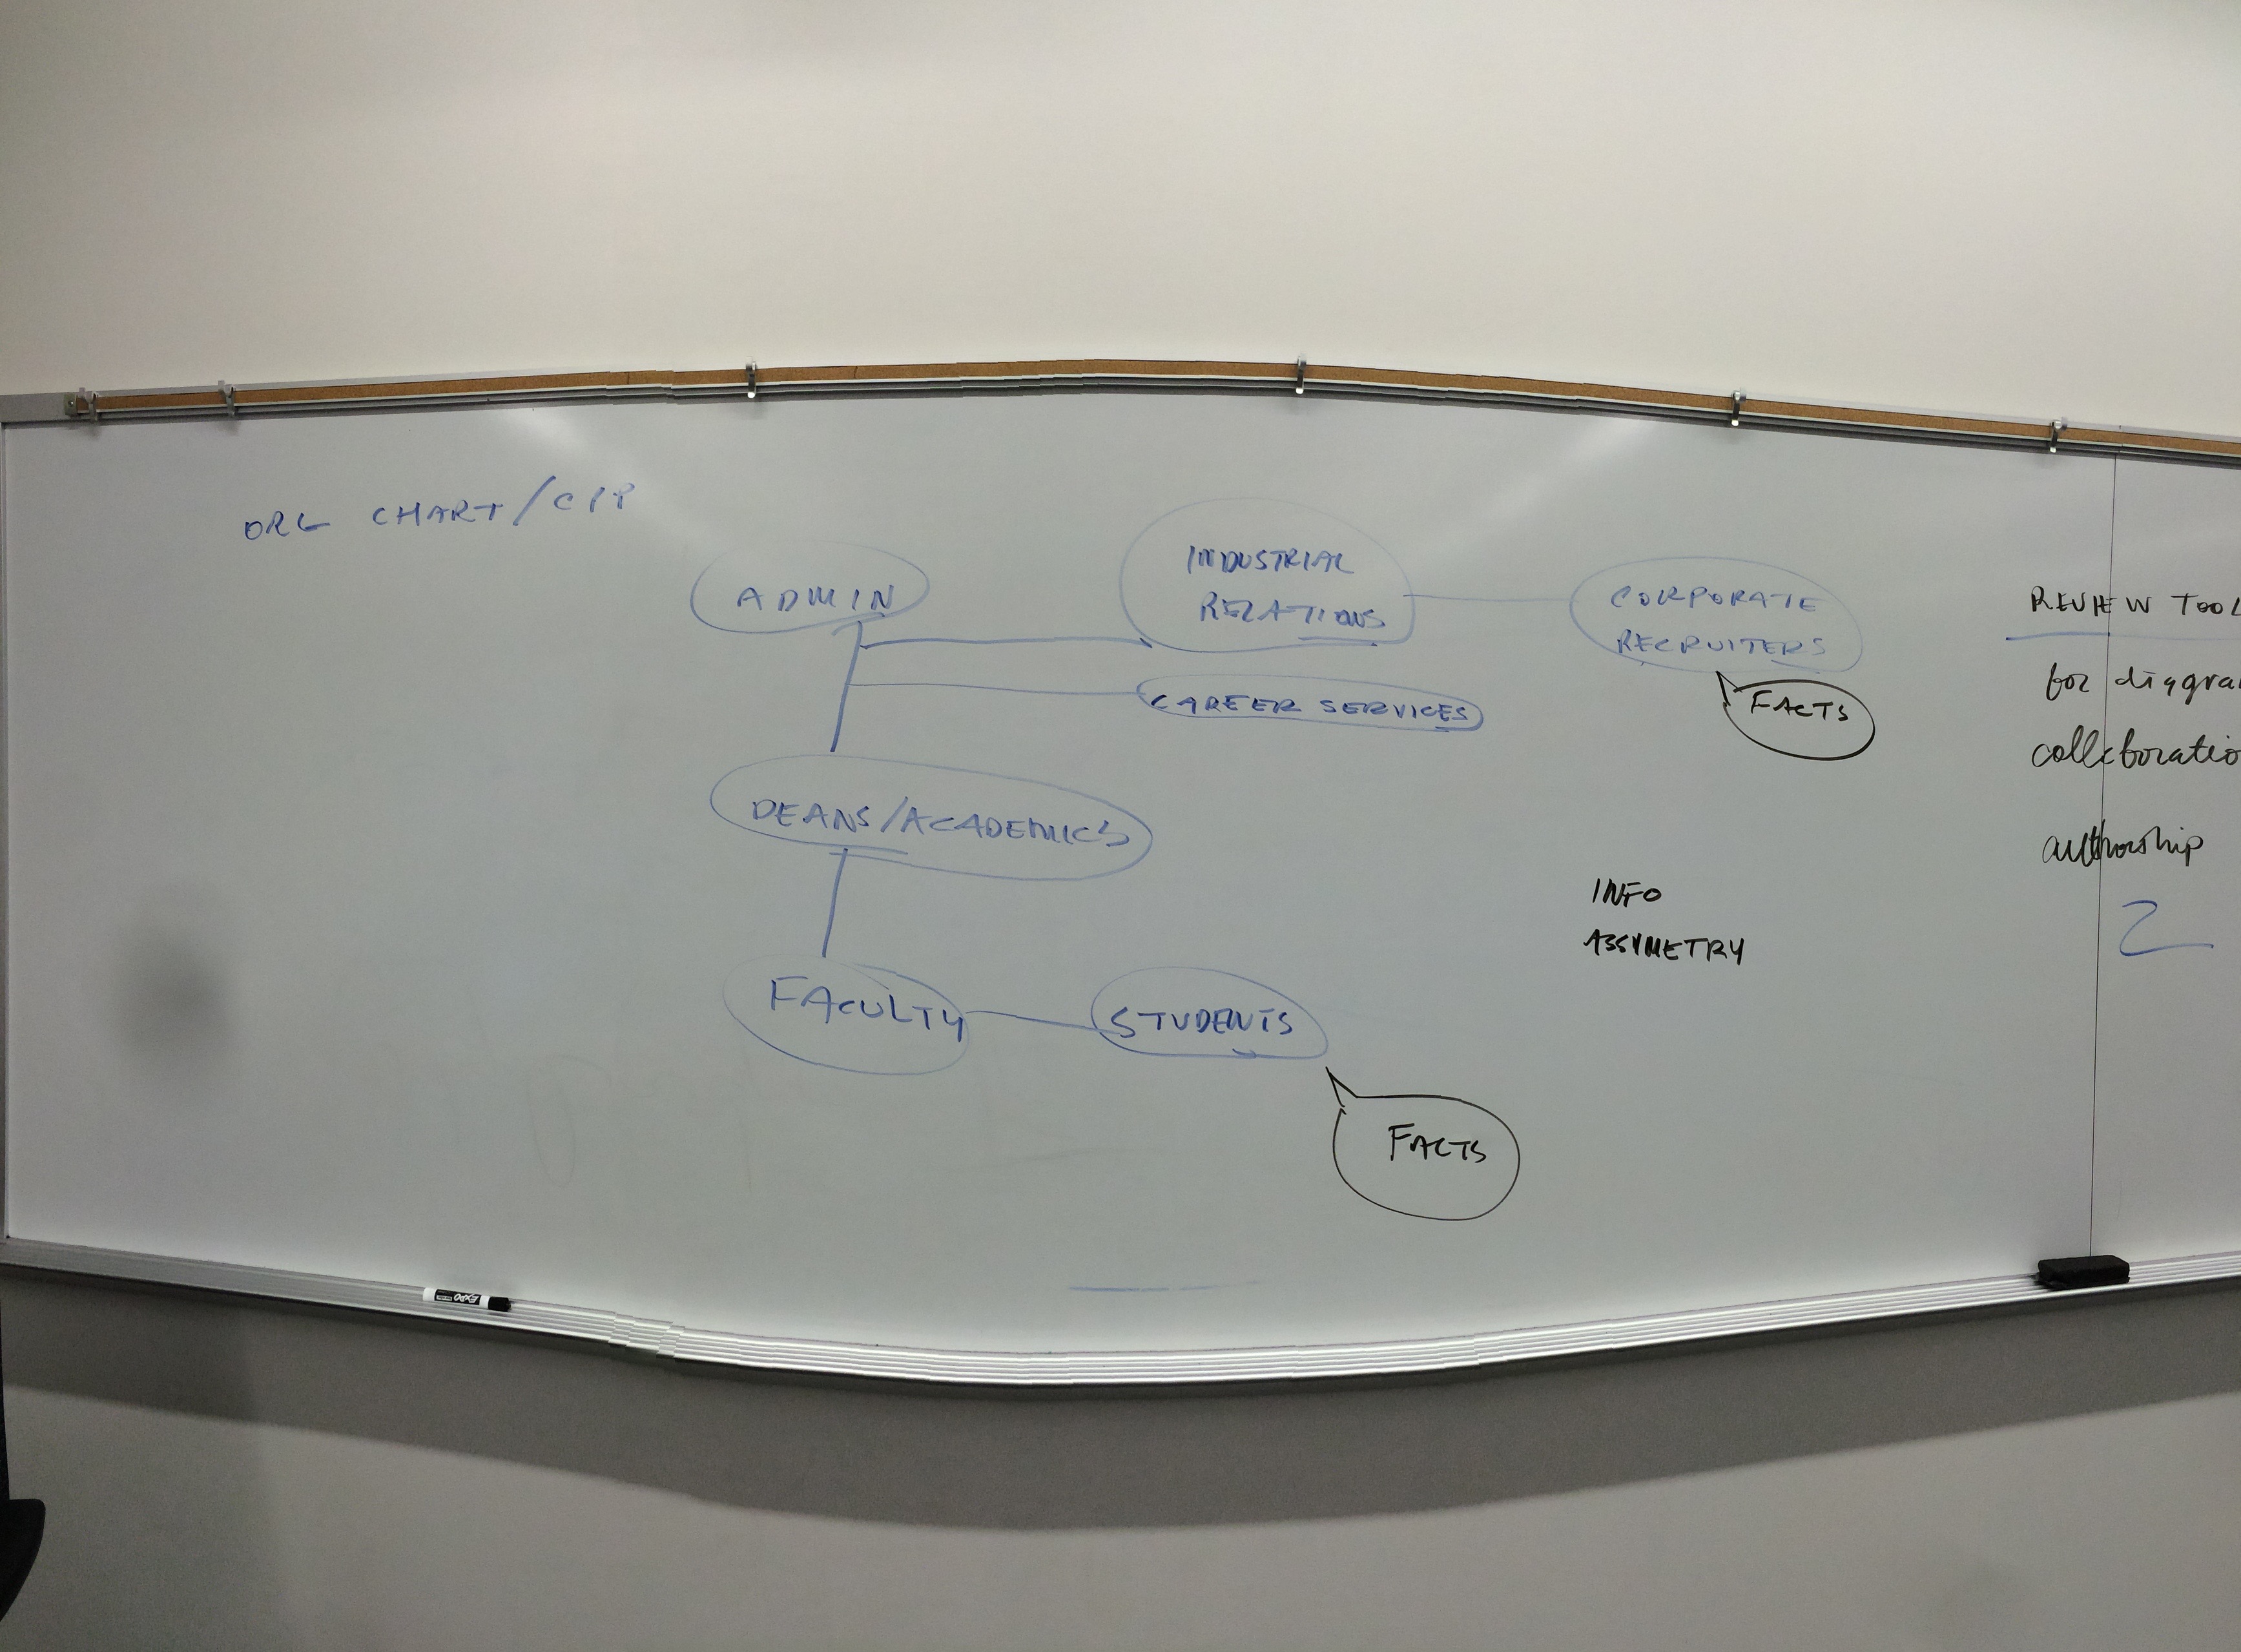 ORG CHART/CPP
ADMIN
INDUSTRIAL
RELATIONS
CORPORATE
RECRUITERS
FACTS
CAREER SERVICES
DEANS/ACADEMICS
FACULTY
STUDENTS
FACTS
INFO
ASSYMETRY
REVIEW TOOL
for diagra
collaboratio
authorship
2
EXPO